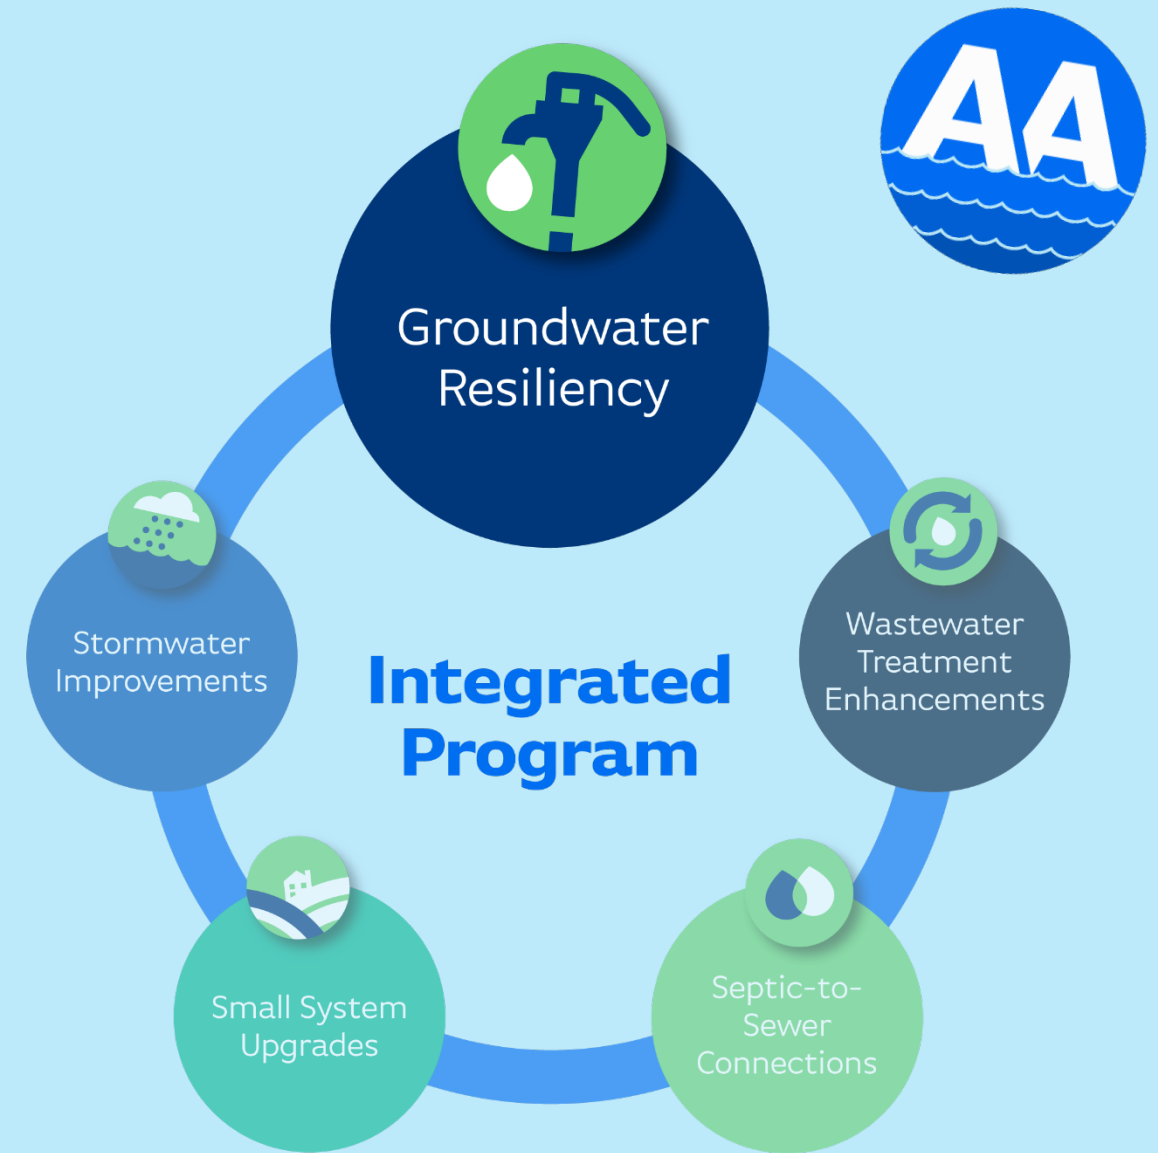 AA
Groundwater
Resiliency
Stormwater
Improvements
Wastewater
Treatment
Enhancements
Integrated
Program
Small System
Upgrades
Septic-to-
Sewer
Connections